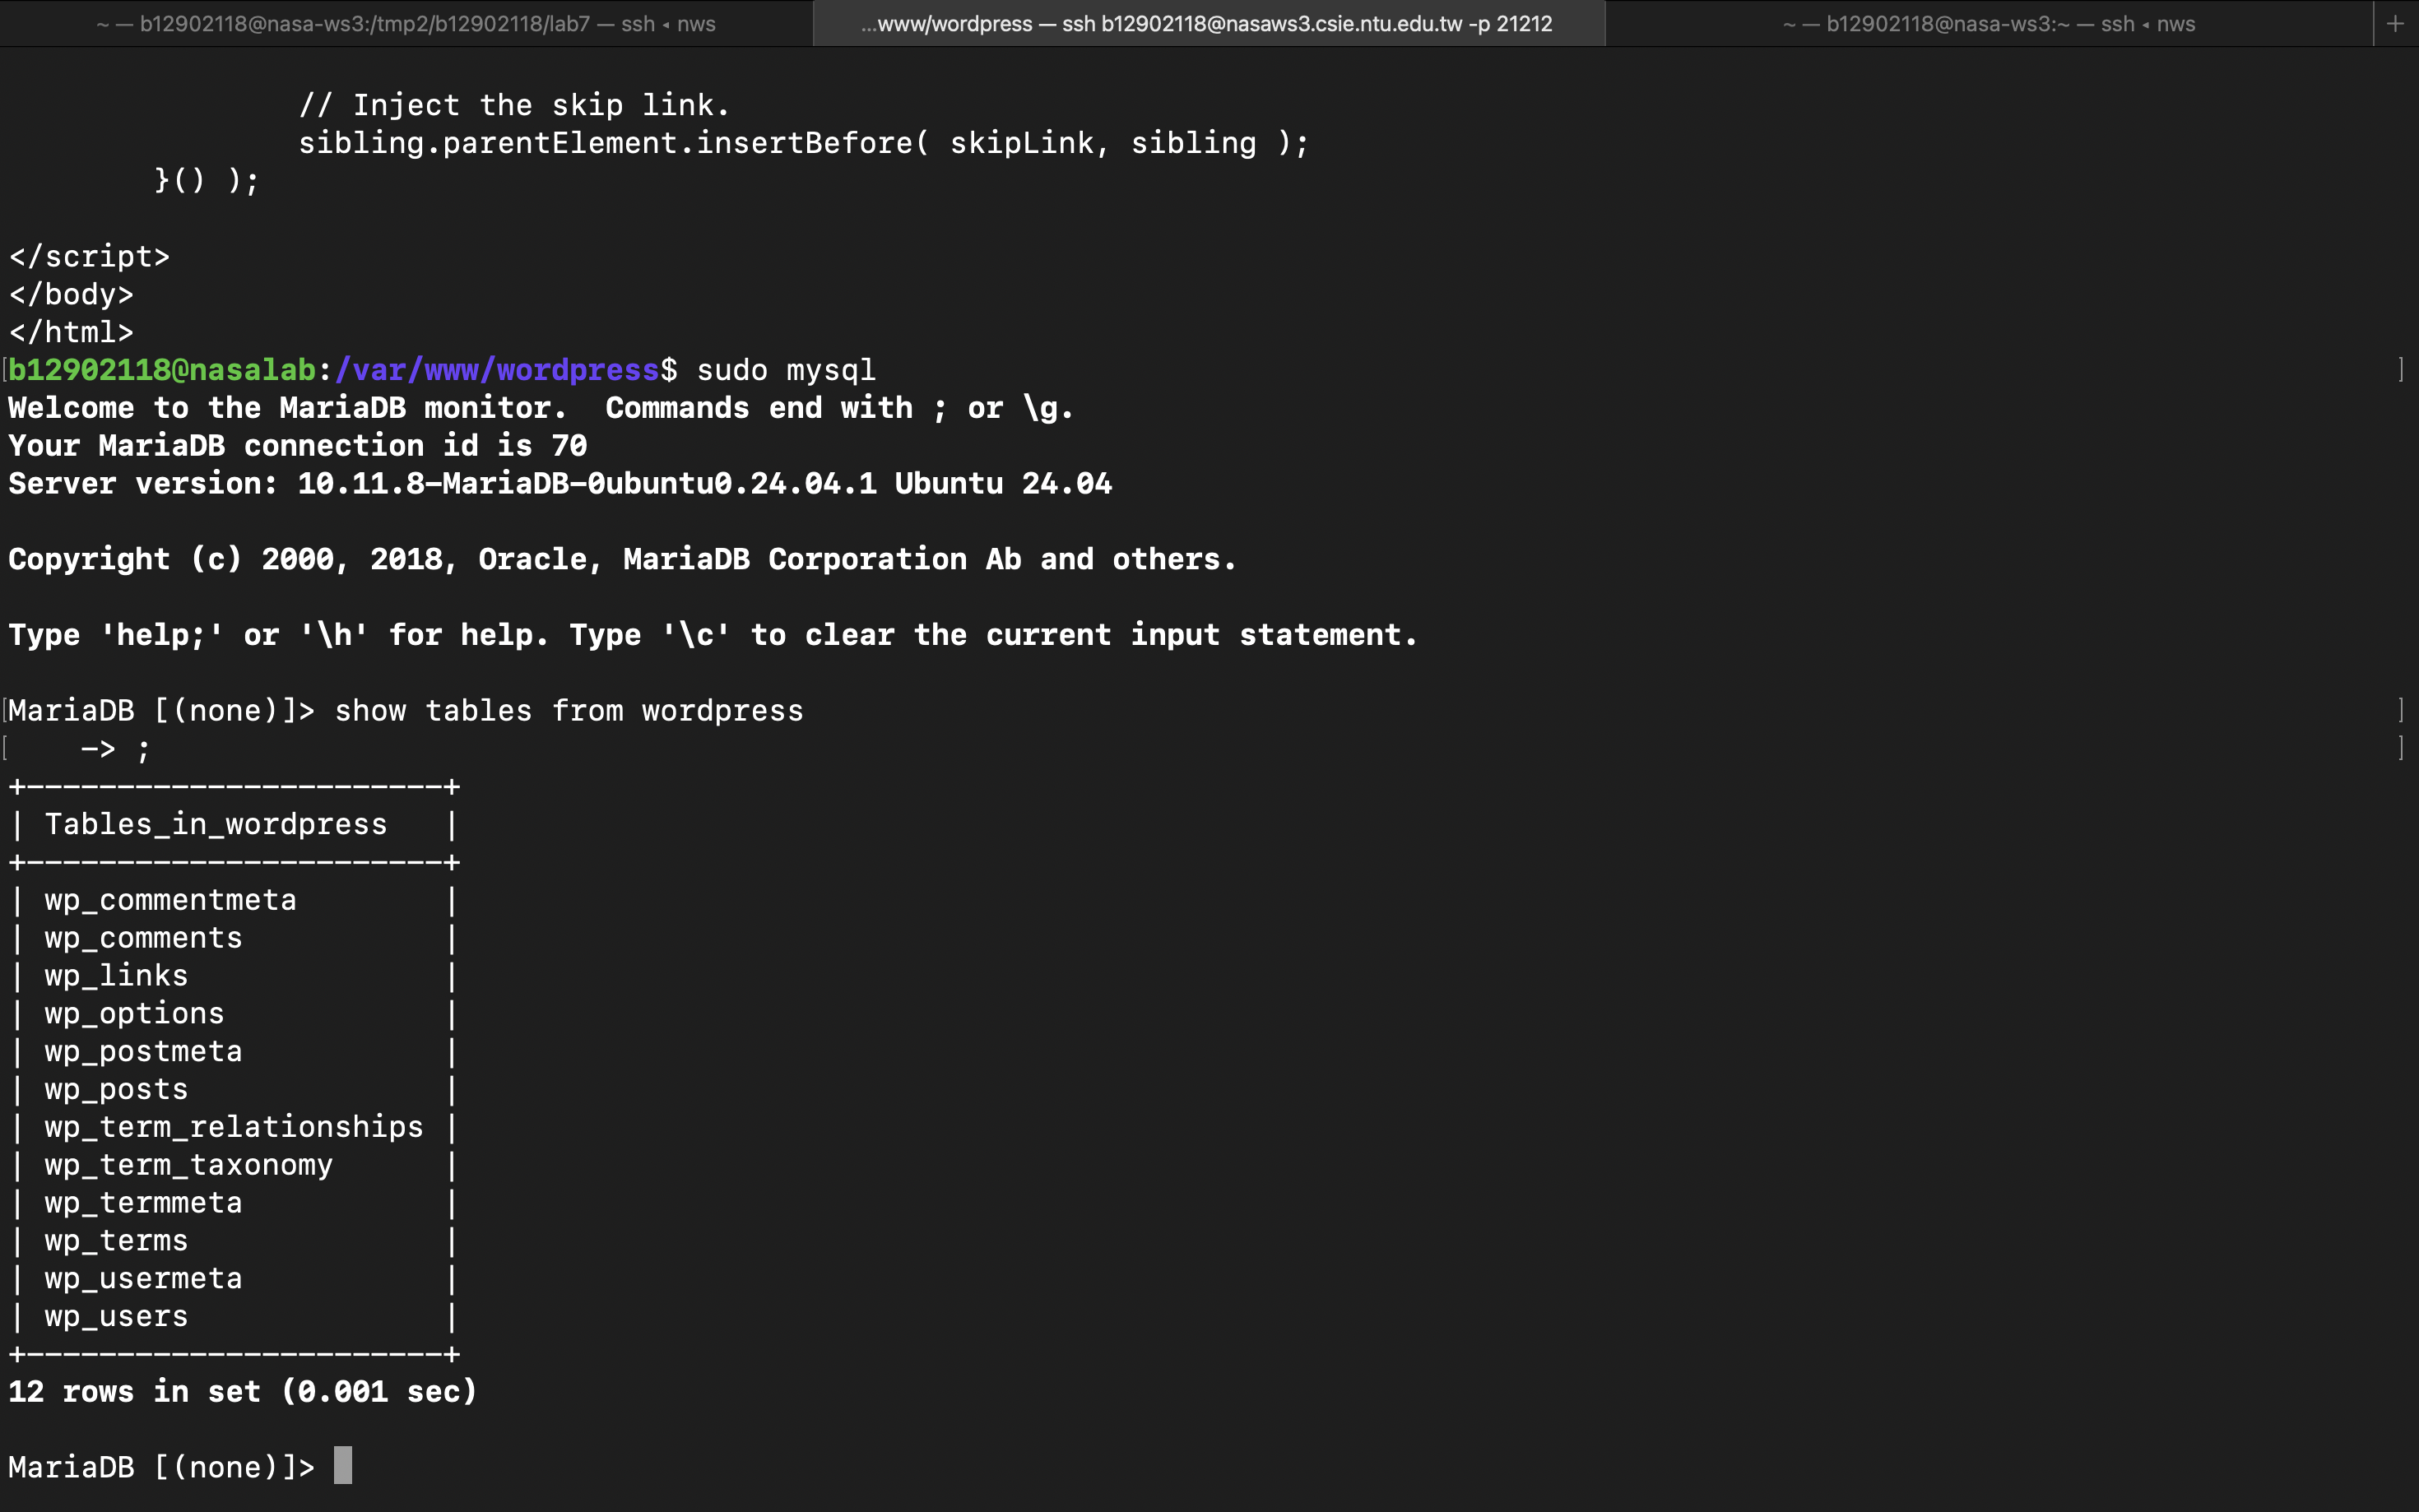 ~ — b12902118@nasa-ws3:/tmp2/b12902118/lab7 — ssh ◂ nws
...www/wordpress — ssh b12902118@nasaws3.csie.ntu.edu.tw -p 21212
~ — b12902118@nasa-ws3:~ — ssh ◂ nws
+
// Inject the skip link.
sibling.parentElement.insertBefore( skipLink, sibling );
}() );
</script>
</body>
</html>
[b12902118@nasalab:/var/www/wordpress$ sudo mysql ]
Welcome to the MariaDB monitor.  Commands end with ; or \g.
Your MariaDB connection id is 70
Server version: 10.11.8-MariaDB-0ubuntu0.24.04.1 Ubuntu 24.04
Copyright (c) 2000, 2018, Oracle, MariaDB Corporation Ab and others.
Type 'help;' or '\h' for help. Type '\c' to clear the current input statement.
[MariaDB [(none)]> show tables from wordpress ]
[    -> ; ]
+-----------------------+
| Tables_in_wordpress   |
+-----------------------+
| wp_commentmeta        |
| wp_comments           |
| wp_links              |
| wp_options            |
| wp_postmeta           |
| wp_posts              |
| wp_term_relationships |
| wp_term_taxonomy      |
| wp_termmeta           |
| wp_terms              |
| wp_usermeta           |
| wp_users              |
+-----------------------+
12 rows in set (0.001 sec)
MariaDB [(none)]>